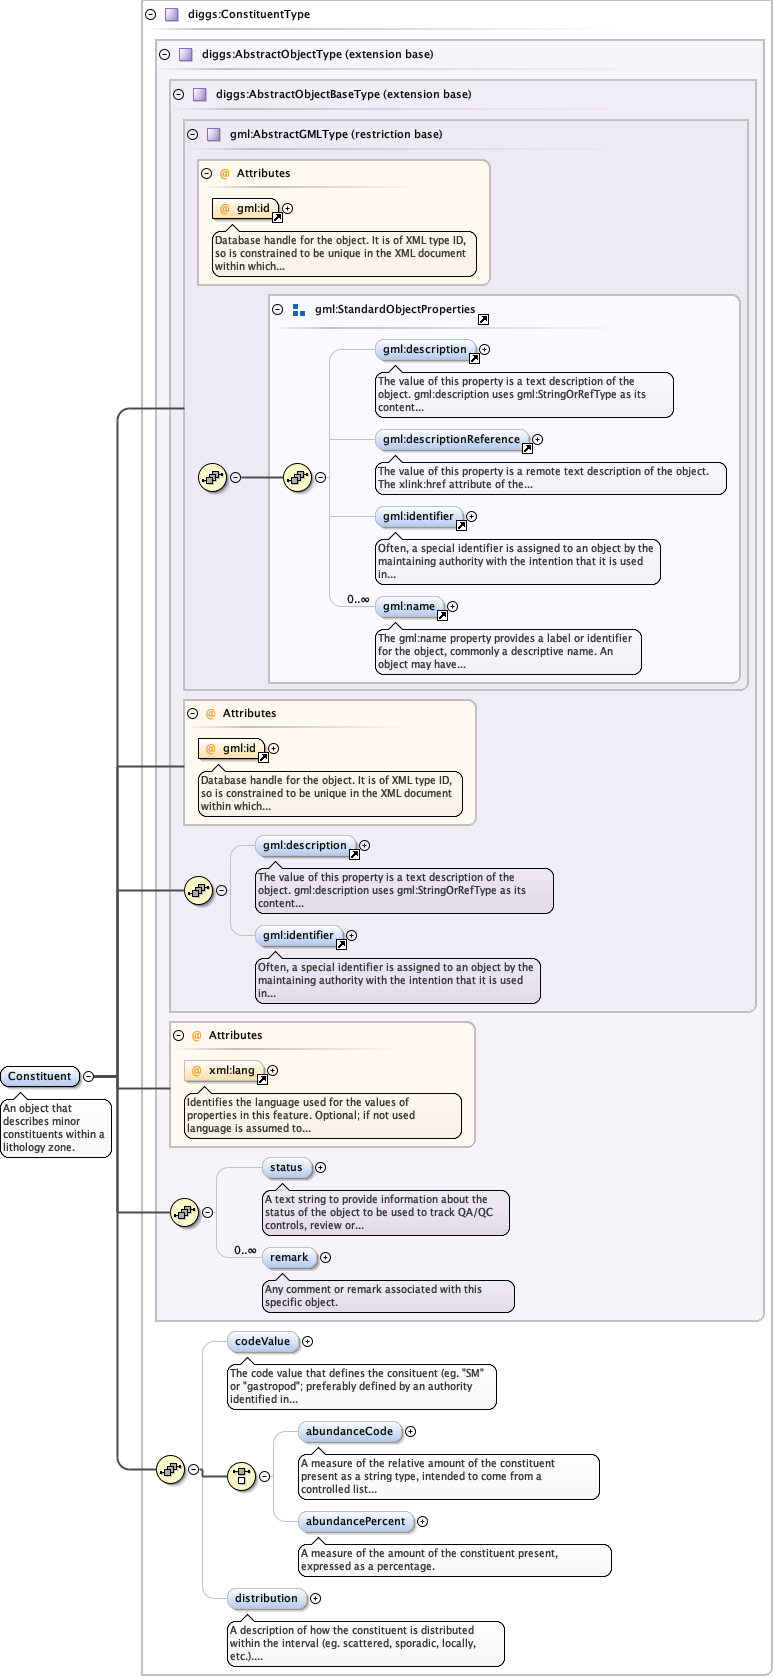 diggs:ConstituentType
diggs:AbstractObjectType (extension base)
diggs:AbstractObjectBaseType (extension base)
gml:AbstractGMLType (restriction base)
@ Attributes
@ gml:id
Database handle for the object. It is of XML type ID,
so is constrained to be unique in the XML document
within which...
gml:StandardObjectProperties
gml:description
The value of this property is a text description of the
object. gml:description uses gml:StringOrRefType as its
content...
gml:descriptionReference
The value of this property is a remote text description of the object.
The xlink:href attribute of the...
gml:identifier
Often, a special identifier is assigned to an object by the
maintaining authority with the intention that it is used
in...
0..∞
gml:name
The gml:name property provides a label or identifier
for the object, commonly a descriptive name. An
object may have...
@ Attributes
@ gml:id
Database handle for the object. It is of XML type ID,
so is constrained to be unique in the XML document
within which...
gml:description
The value of this property is a text description of the
object. gml:description uses gml:StringOrRefType as its
content...
gml:identifier
Often, a special identifier is assigned to an object by the
maintaining authority with the intention that it is used
in...
@ Attributes
@ xml:lang
Identifies the language used for the values of
properties in this feature. Optional; if not used
language is assumed to...
Constituent
An object that
describes minor
constituents within a
lithology zone.
status
A text string to provide information about the
status of the object to be used to track QA/QC
controls, review or...
0..∞
remark
Any comment or remark associated with this
specific object.
codeValue
The code value that defines the consituent (eg. "SM"
or "gastropod"; preferably defined by an authority
identified in...
abundanceCode
A measure of the relative amount of the constituent
present as a string type, intended to come from a
controlled list...
abundancePercent
A measure of the amount of the constituent present,
expressed as a percentage.
distribution
A description of how the constituent is distributed
within the interval (eg. scattered, sporadic, locally,
etc.)....